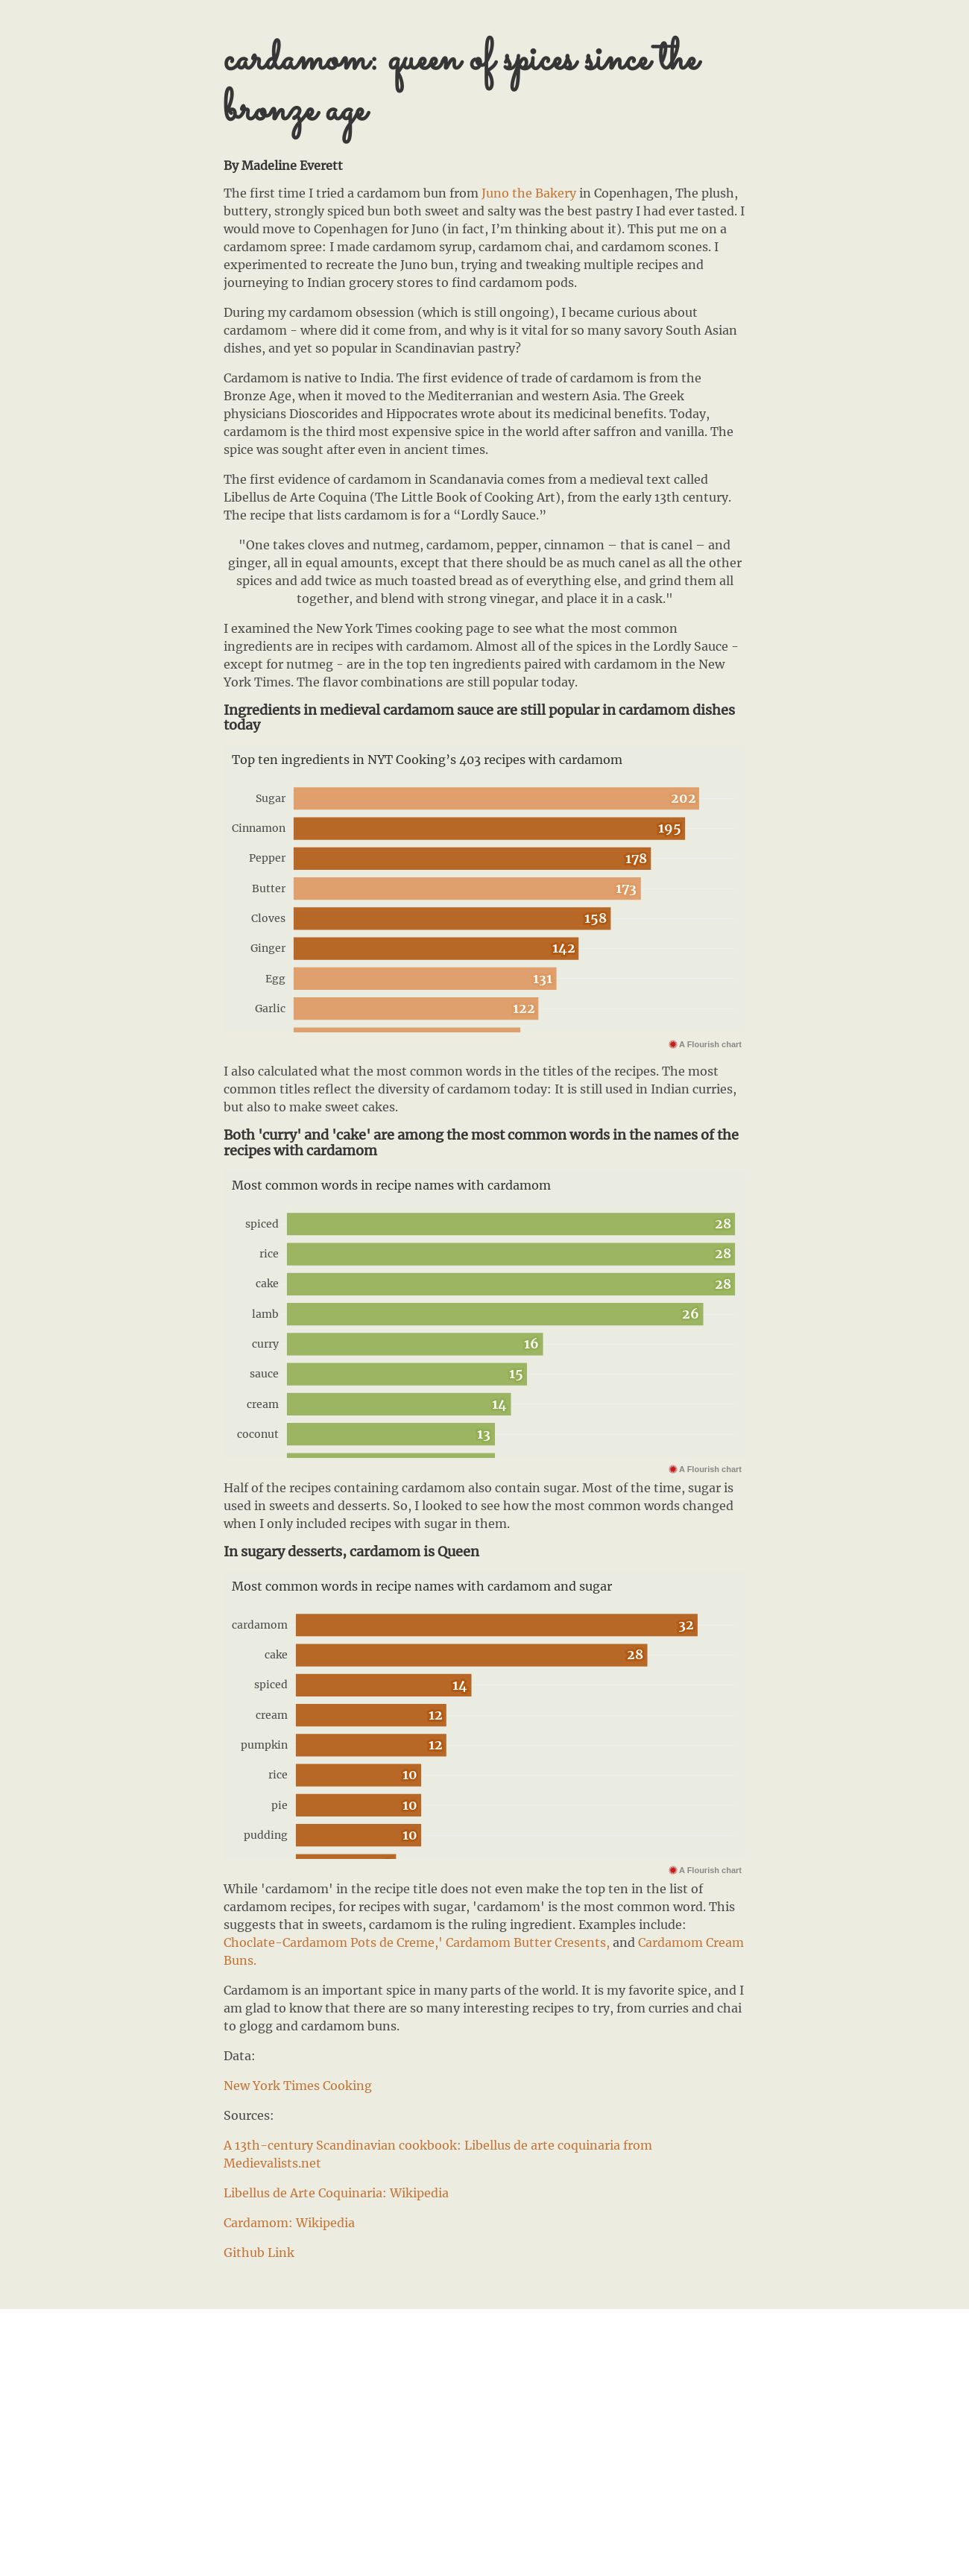 cardamom: queen of spices since the
bronze age
By Madeline Everett
The first time I tried a cardamom bun from Juno the Bakery in Copenhagen, The plush,
buttery, strongly spiced bun both sweet and salty was the best pastry I had ever tasted. I
would move to Copenhagen for Juno (in fact, I’m thinking about it). This put me on a
cardamom spree: I made cardamom syrup, cardamom chai, and cardamom scones. I
experimented to recreate the Juno bun, trying and tweaking multiple recipes and
journeying to Indian grocery stores to find cardamom pods.
During my cardamom obsession (which is still ongoing), I became curious about
cardamom - where did it come from, and why is it vital for so many savory South Asian
dishes, and yet so popular in Scandinavian pastry?
Cardamom is native to India. The first evidence of trade of cardamom is from the
Bronze Age, when it moved to the Mediterranian and western Asia. The Greek
physicians Dioscorides and Hippocrates wrote about its medicinal benefits. Today,
cardamom is the third most expensive spice in the world after saffron and vanilla. The
spice was sought after even in ancient times.
The first evidence of cardamom in Scandanavia comes from a medieval text called
Libellus de Arte Coquina (The Little Book of Cooking Art), from the early 13th century.
The recipe that lists cardamom is for a “Lordly Sauce.”
"One takes cloves and nutmeg, cardamom, pepper, cinnamon – that is canel – and
ginger, all in equal amounts, except that there should be as much canel as all the other
spices and add twice as much toasted bread as of everything else, and grind them all
together, and blend with strong vinegar, and place it in a cask."
I examined the New York Times cooking page to see what the most common
ingredients are in recipes with cardamom. Almost all of the spices in the Lordly Sauce -
except for nutmeg - are in the top ten ingredients paired with cardamom in the New
York Times. The flavor combinations are still popular today.
Ingredients in medieval cardamom sauce are still popular in cardamom dishes
today
Top ten ingredients in NYT Cooking’s 403 recipes with cardamom
Sugar 202
Cinnamon 195
Pepper 178
Butter 173
Cloves 158
Ginger 142
Egg 131
Garlic 122
A Flourish chart
I also calculated what the most common words in the titles of the recipes. The most
common titles reflect the diversity of cardamom today: It is still used in Indian curries,
but also to make sweet cakes.
Both 'curry' and 'cake' are among the most common words in the names of the
recipes with cardamom
Most common words in recipe names with cardamom
spiced 28
rice 28
cake 28
lamb 26
curry 16
sauce 15
cream 14
coconut 13
A Flourish chart
Half of the recipes containing cardamom also contain sugar. Most of the time, sugar is
used in sweets and desserts. So, I looked to see how the most common words changed
when I only included recipes with sugar in them.
In sugary desserts, cardamom is Queen
Most common words in recipe names with cardamom and sugar
cardamom 32
cake 28
spiced 14
cream 12
pumpkin 12
rice 10
pie 10
pudding 10
A Flourish chart
While 'cardamom' in the recipe title does not even make the top ten in the list of
cardamom recipes, for recipes with sugar, 'cardamom' is the most common word. This
suggests that in sweets, cardamom is the ruling ingredient. Examples include:
Choclate-Cardamom Pots de Creme,' Cardamom Butter Cresents, and Cardamom Cream
Buns.
Cardamom is an important spice in many parts of the world. It is my favorite spice, and I
am glad to know that there are so many interesting recipes to try, from curries and chai
to glogg and cardamom buns.
Data:
New York Times Cooking
Sources:
A 13th-century Scandinavian cookbook: Libellus de arte coquinaria from
Medievalists.net
Libellus de Arte Coquinaria: Wikipedia
Cardamom: Wikipedia
Github Link